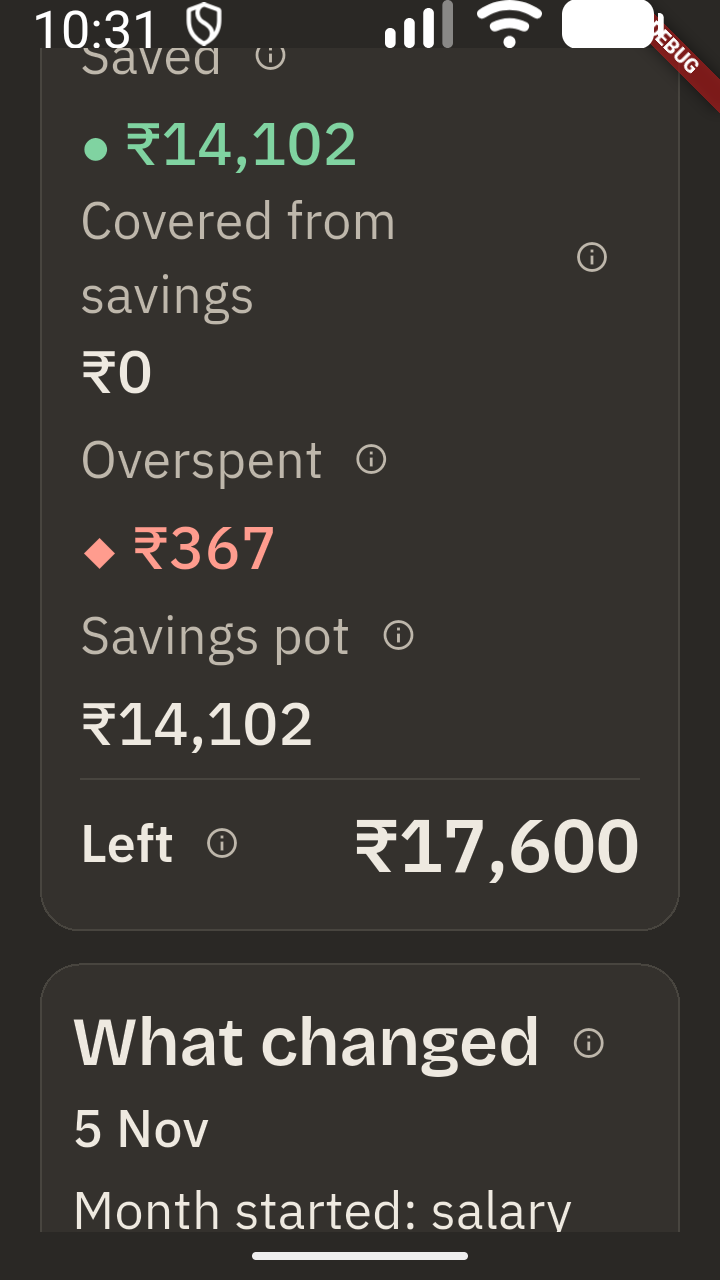 10:31
DEBUG
Saved
₹14,102
Covered from
savings
₹0
Overspent
₹367
Savings pot
₹14,102
Left ₹17,600
What changed
5 Nov
Month started: salary